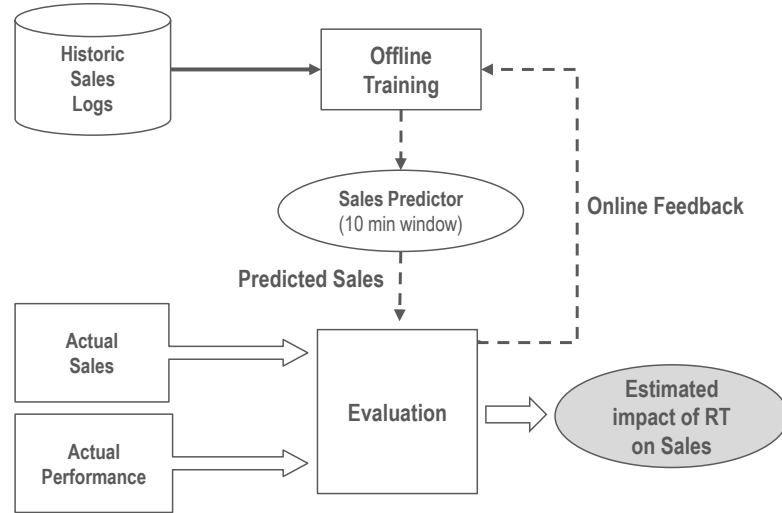 Historic
Sales
Logs
Offline
Training
Sales Predictor
(10 min window)
Online Feedback
Predicted Sales
Actual
Sales
Evaluation
Estimated
impact of RT
on Sales
Actual
Performance